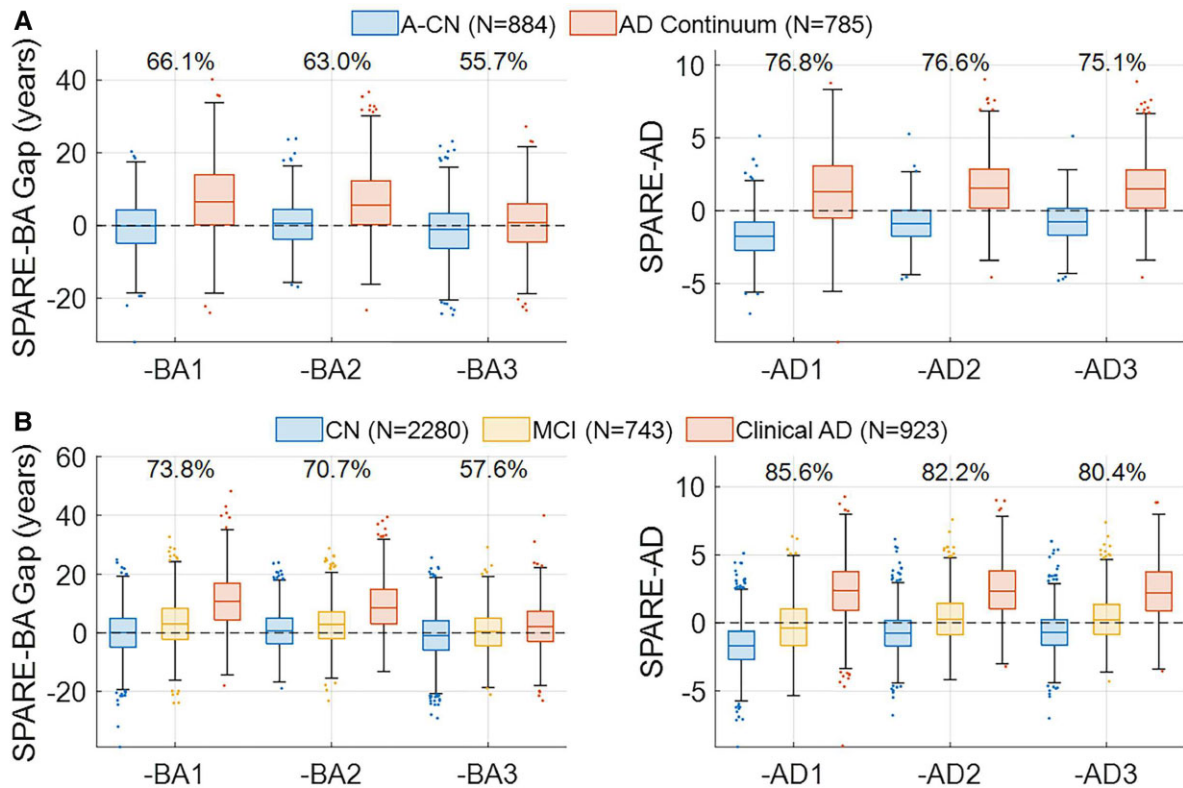 A
A-CN (N=884) AD Continuum (N=785)
SPARE-BA Gap (years)
40
20
0
-20
66.1% 63.0% 55.7%
-BA1 -BA2 -BA3
SPARE-AD
10
5
0
-5
76.8% 76.6% 75.1%
-AD1 -AD2 -AD3
B
CN (N=2280) MCI (N=743) Clinical AD (N=923)
SPARE-BA Gap (years)
60
40
20
0
-20
73.8% 70.7% 57.6%
-BA1 -BA2 -BA3
SPARE-AD
10
5
0
-5
85.6% 82.2% 80.4%
-AD1 -AD2 -AD3